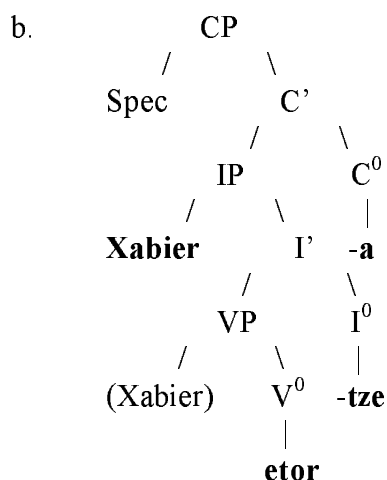 b. CP
Spec C’
IP C⁰
Xabier I’ -a
VP I⁰
(Xabier) V⁰ -tze
etor